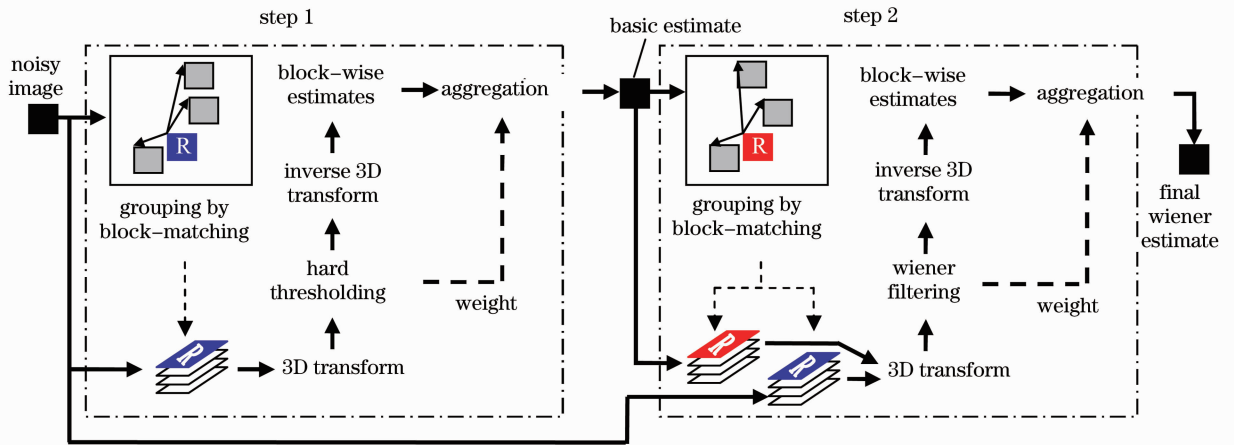 step 1
noisy
image
R
grouping by
block-matching
R
3D transform
hard
thresholding
weight
inverse 3D
transform
block-wise
estimates
aggregation
basic estimate
step 2
R
grouping by
block-matching
R
R
3D transform
wiener
filtering
weight
inverse 3D
transform
block-wise
estimates
aggregation
final
wiener
estimate